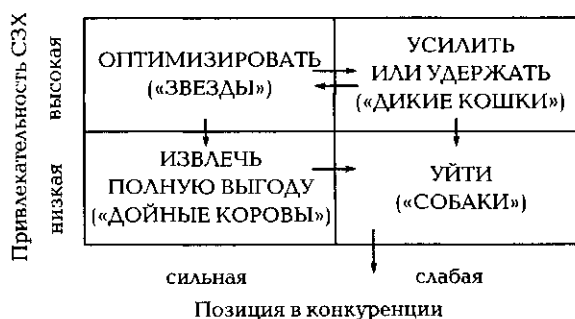 Привлекательность СЗХ
высокая
низкая
ОПТИМИЗИРОВАТЬ
(«ЗВЕЗДЫ»)
УСИЛИТЬ
ИЛИ УДЕРЖАТЬ
(«ДИКИЕ КОШКИ»)
ИЗВЛЕЧЬ
ПОЛНУЮ ВЫГОДУ
(«ДОЙНЫЕ КОРОВЫ»)
УЙТИ
(«СОБАКИ»)
сильная
слабая
Позиция в конкуренции